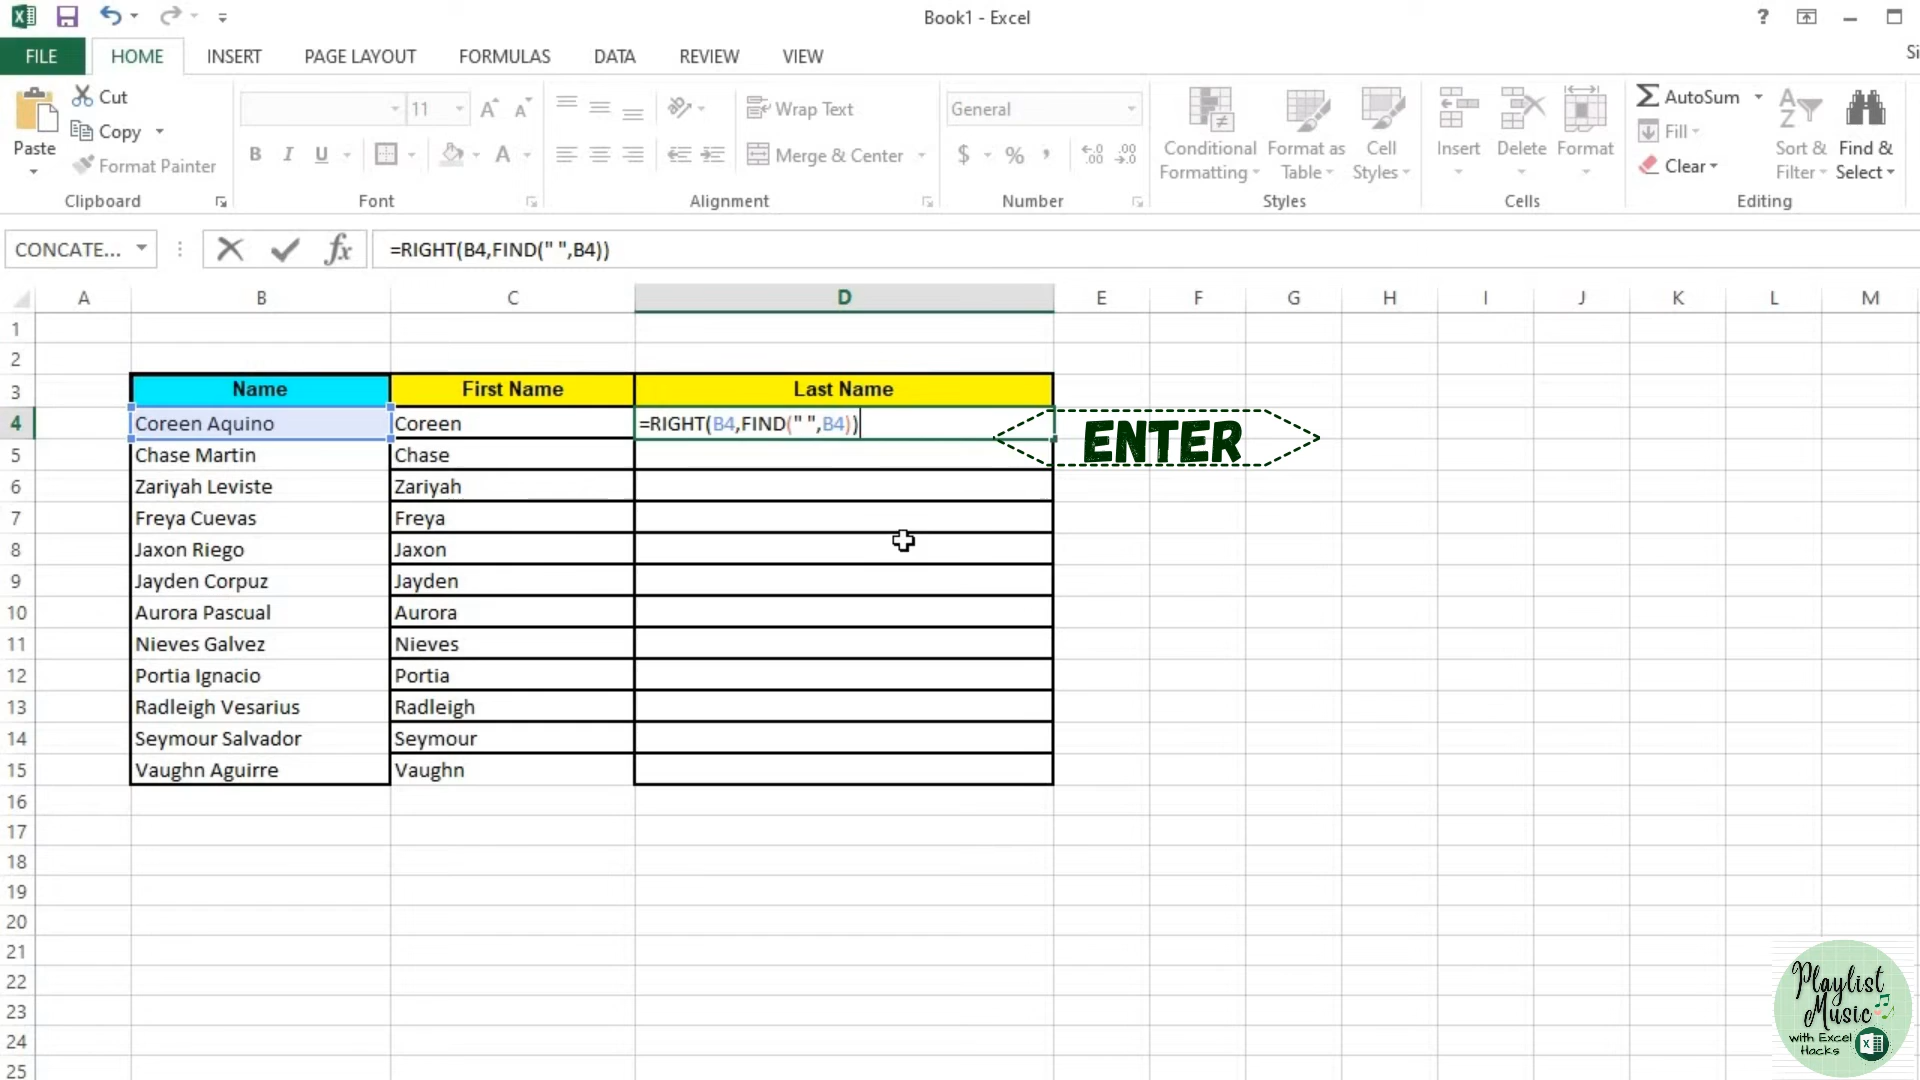 Book1 - Excel
?
Si
FILE HOME INSERT PAGE LAYOUT FORMULAS DATA REVIEW VIEW
Paste
Cut
Copy
Format Painter
Clipboard
11
A A
B I U A
Font
Wrap Text
Merge & Center
Alignment
General
$ % ,
Number
Conditional Formatting
Format as Table
Cell Styles
Styles
Insert Delete Format
Cells
AutoSum
Fill
Clear
Sort & Filter
Find & Select
Editing
CONCATE... fx =RIGHT(B4,FIND(" ",B4))
A B C D E F G H I J K L M
1
2
3 Name First Name Last Name
4 Coreen Aquino Coreen =RIGHT(B4,FIND(" ",B4)) ENTER
5 Chase Martin Chase
6 Zariyah Leviste Zariyah
7 Freya Cuevas Freya
8 Jaxon Riego Jaxon
9 Jayden Corpuz Jayden
10 Aurora Pascual Aurora
11 Nieves Galvez Nieves
12 Portia Ignacio Portia
13 Radleigh Vesarius Radleigh
14 Seymour Salvador Seymour
15 Vaughn Aguirre Vaughn
16
17
18
19
20
21
22
23
24
25
Playlist
Music
with Excel
Hacks